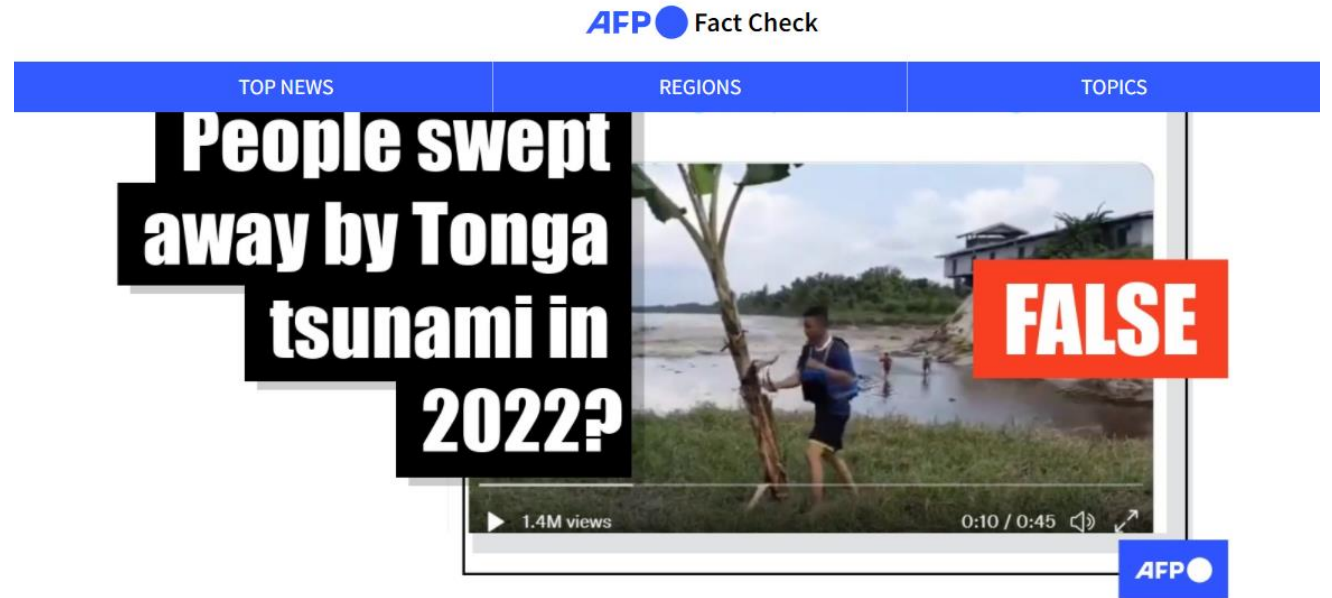 AFP Fact Check
TOP NEWS REGIONS TOPICS
People swept
away by Tonga
tsunami in
2022?
FALSE
1.4M views 0:10 / 0:45
AFP